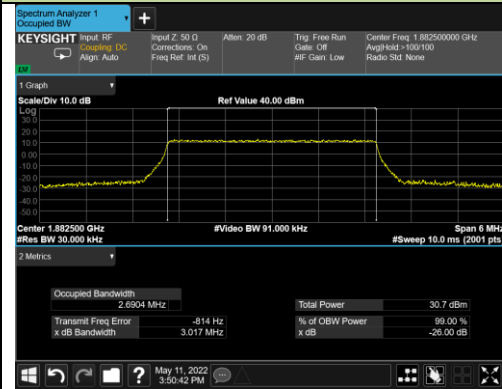 Spectrum Analyzer 1
Occupied BW
KEYSIGHT
Input: RF
Coupling: DC
Align: Auto
Input Z: 50 Ω
Corrections: On
Freq Ref: Int (S)
Atten: 20 dB
Trig: Free Run
Gate: Off
#IF Gain: Low
Center Freq: 1.882500000 GHz
Avg|Hold:>100/100
Radio Std: None
1 Graph
Scale/Div 10.0 dB
Ref Value 40.00 dBm
Log
30.0
20.0
10.0
0.00
-10.0
-20.0
-30.0
-40.0
-50.0
Center 1.882500 GHz
#Video BW 91.000 kHz
Span 6 MHz
#Res BW 30.000 kHz
#Sweep 10.0 ms (2001 pts)
2 Metrics
Occupied Bandwidth
2.6904 MHz
Total Power
30.7 dBm
Transmit Freq Error
-814 Hz
% of OBW Power
99.00 %
x dB Bandwidth
3.017 MHz
x dB
-26.00 dB
May 11, 2022
3:50:42 PM